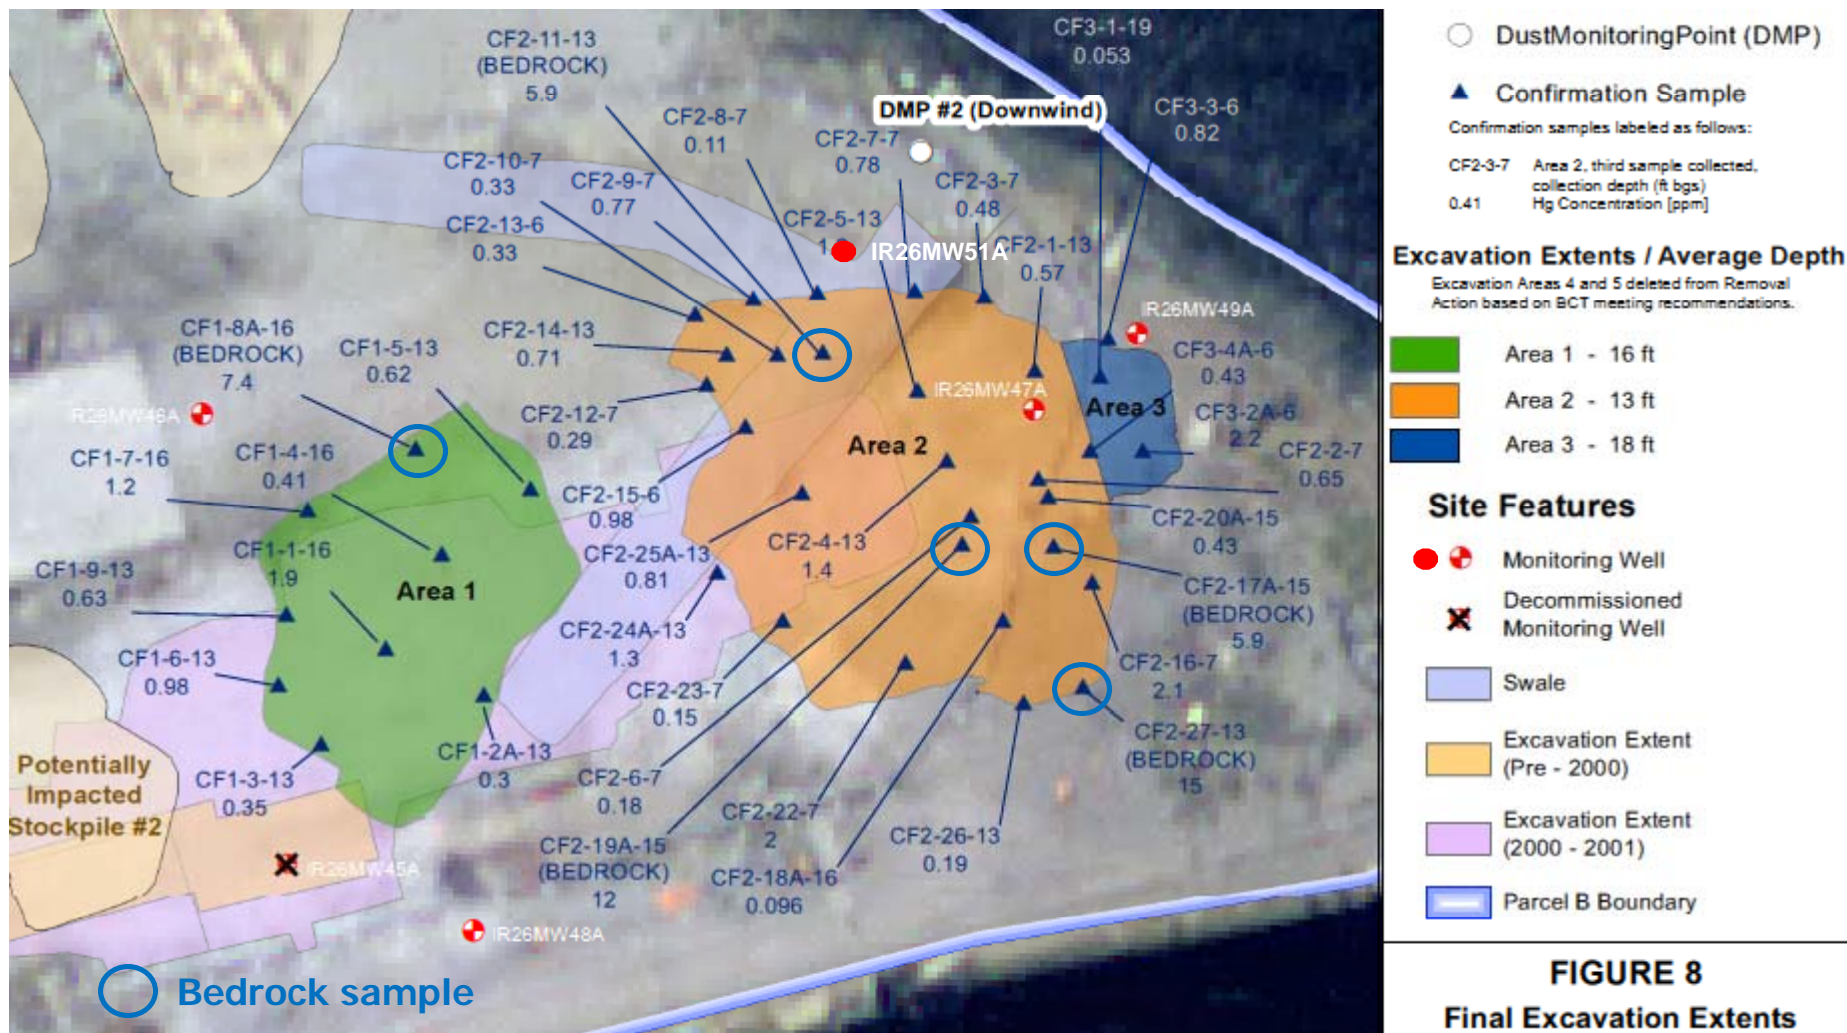 CF2-11-13
(BEDROCK)
5.9
CF3-1-19
0.053
CF2-8-7
0.11
DMP #2 (Downwind)
CF3-3-6
0.82
CF2-10-7
0.33
CF2-9-7
0.77
CF2-7-7
0.78
CF2-3-7
0.48
CF2-13-6
0.33
CF2-5-13
IR26MW51A
CF2-1-13
0.57
IR26MW49A
CF1-8A-16
(BEDROCK)
7.4
CF1-5-13
0.62
CF2-14-13
0.71
CF3-4A-6
0.43
R26MW46A
IR26MW47A
Area 3
CF3-2A-6
2.2
CF2-12-7
0.29
Area 2
CF1-7-16
1.2
CF1-4-16
0.41
CF2-2-7
0.65
CF2-15-6
0.98
CF2-20A-15
0.43
CF1-1-16
1.9
CF2-25A-13
0.81
CF2-4-13
1.4
CF1-9-13
0.63
Area 1
CF2-17A-15
(BEDROCK)
5.9
CF2-24A-13
1.3
CF1-6-13
0.98
CF2-23-7
0.15
CF2-16-7
2.1
CF1-3-13
0.35
CF1-2A-13
0.3
CF2-6-7
0.18
CF2-27-13
(BEDROCK)
15
Potentially
Impacted
Stockpile #2
CF2-22-7
2
CF2-26-13
0.19
CF2-19A-15
(BEDROCK)
12
CF2-18A-16
0.096
IR26MW45A
IR26MW48A
Bedrock sample
DustMonitoringPoint (DMP)
Confirmation Sample
Confirmation samples labeled as follows:
CF2-3-7 Area 2, third sample collected,
collection depth (ft bgs)
0.41 Hg Concentration [ppm]
Excavation Extents / Average Depth
Excavation Areas 4 and 5 deleted from Removal
Action based on BCT meeting recommendations.
Area 1 - 16 ft
Area 2 - 13 ft
Area 3 - 18 ft
Site Features
Monitoring Well
Decommissioned
Monitoring Well
Swale
Excavation Extent
(Pre - 2000)
Excavation Extent
(2000 - 2001)
Parcel B Boundary
FIGURE 8
Final Excavation Extents